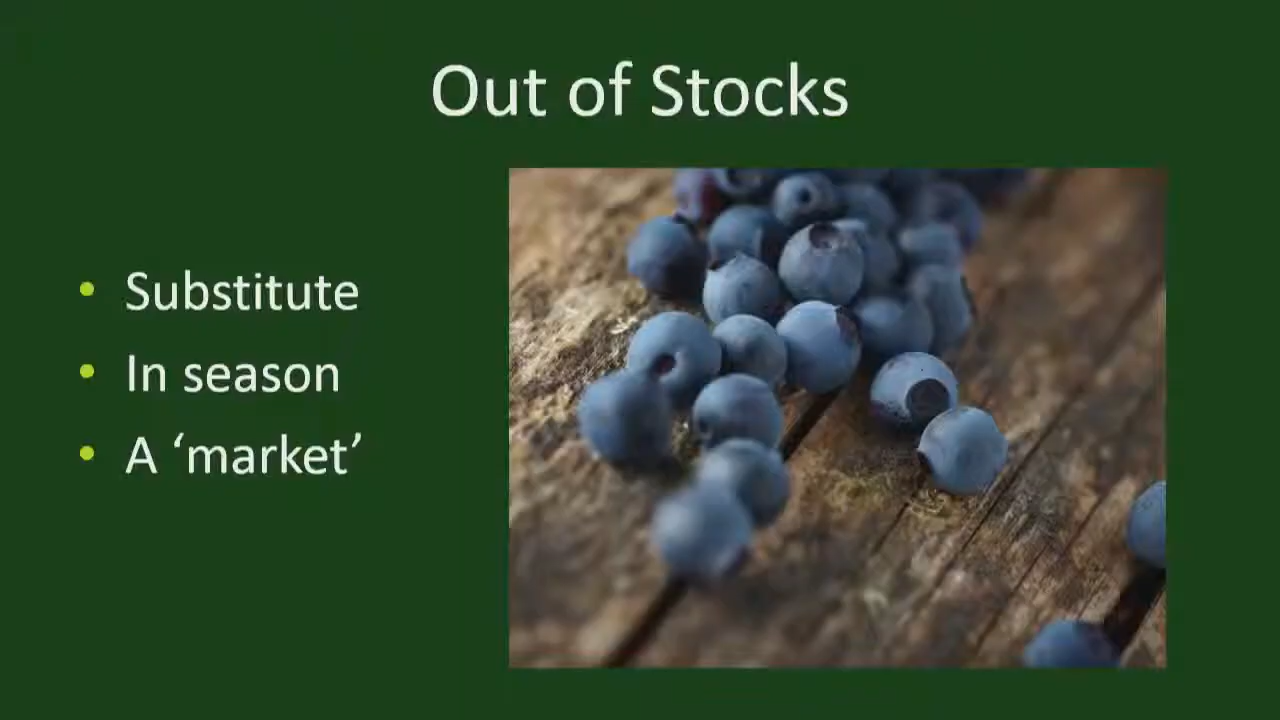 Out of Stocks
• Substitute
• In season
• A ‘market’